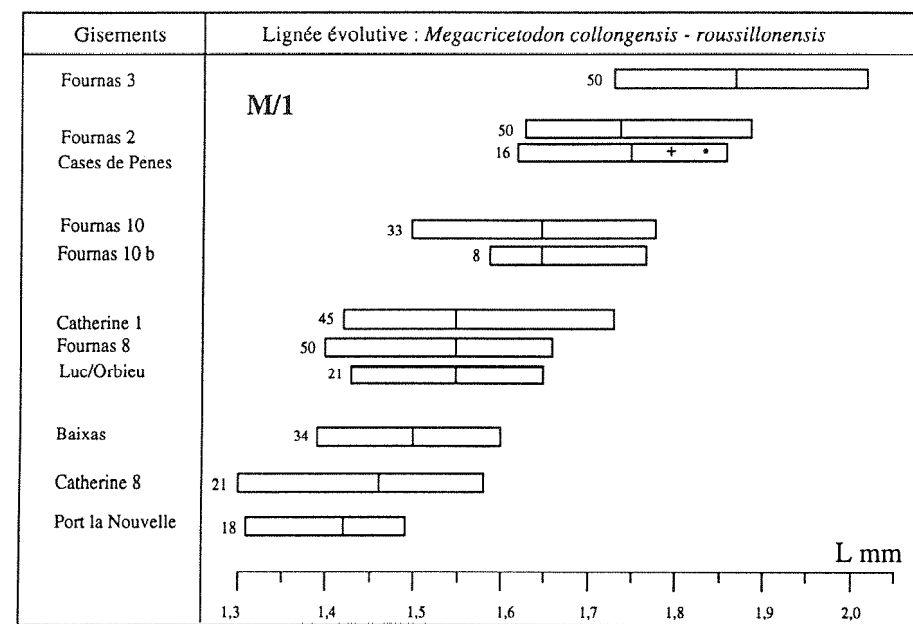 Gisements Lignée évolutive : Megacricetodon collongensis - roussillonensis
Fournas 3 50
M/1
Fournas 2 50
Cases de Penes 16 + •
Fournas 10 33
Fournas 10 b 8
Catherine 1 45
Fournas 8 50
Luc/Orbieu 21
Baixas 34
Catherine 8 21
Port la Nouvelle 18
L mm
1,3 1,4 1,5 1,6 1,7 1,8 1,9 2,0